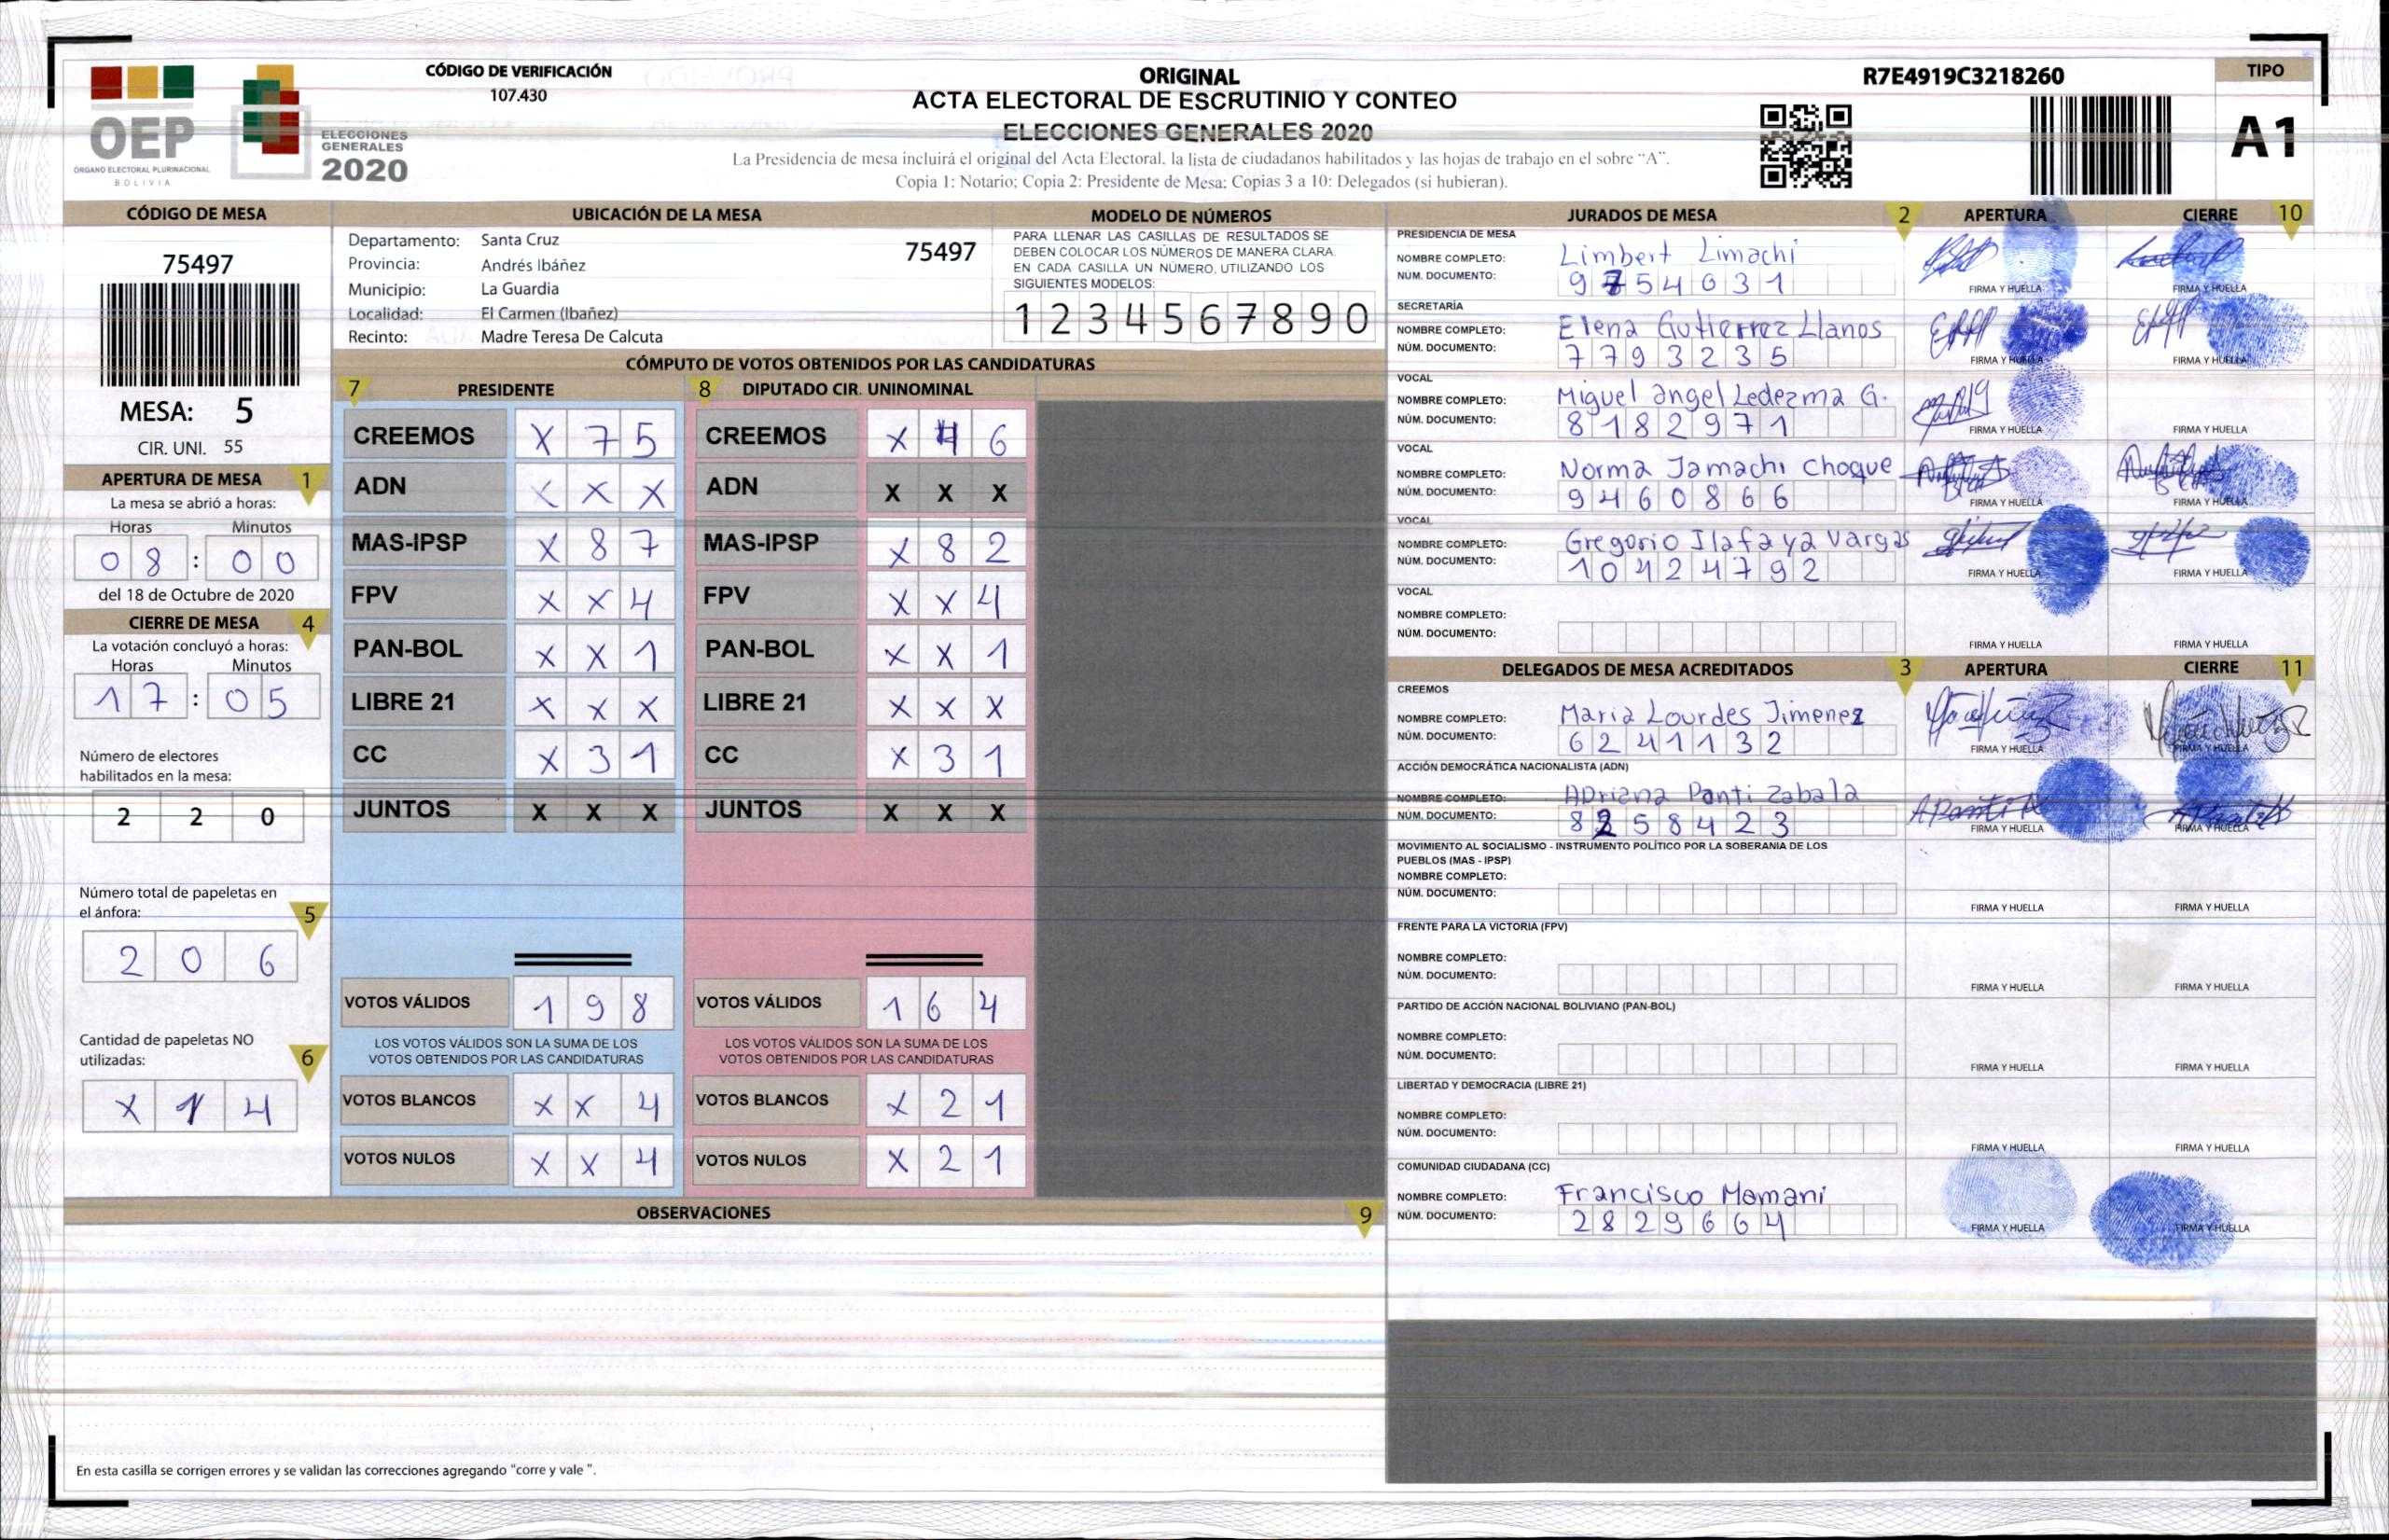 CÓDIGO DE VERIFICACIÓN
107.430
ORIGINAL
ACTA ELECTORAL DE ESCRUTINIO Y CONTEO
ELECCIONES GENERALES 2020
La Presidencia de mesa incluirá el original del Acta Electoral, la lista de ciudadanos habilitados y las hojas de trabajo en el sobre “A”.
Copia 1: Notario; Copia 2: Presidente de Mesa; Copias 3 a 10: Delegados (si hubieran).
R7E4919C3218260
TIPO
A1
OEP
ÓRGANO ELECTORAL PLURINACIONAL
BOLIVIA
ELECCIONES
GENERALES
2020
CÓDIGO DE MESA
75497
MESA: 5
CIR. UNI. 55
APERTURA DE MESA 1
La mesa se abrió a horas:
Horas Minutos
08 : 00
del 18 de Octubre de 2020
CIERRE DE MESA 4
La votación concluyó a horas:
Horas Minutos
17 : 05
Número de electores
habilitados en la mesa:
2 2 0
Número total de papeletas en
el ánfora: 5
2 0 6
Cantidad de papeletas NO
utilizadas: 6
X 1 4
UBICACIÓN DE LA MESA
Departamento: Santa Cruz 75497
Provincia: Andrés Ibáñez
Municipio: La Guardia
Localidad: El Carmen (Ibañez)
Recinto: Madre Teresa De Calcuta
MODELO DE NÚMEROS
PARA LLENAR LAS CASILLAS DE RESULTADOS SE
DEBEN COLOCAR LOS NÚMEROS DE MANERA CLARA.
EN CADA CASILLA UN NÚMERO, UTILIZANDO LOS
SIGUIENTES MODELOS:
1 2 3 4 5 6 7 8 9 0
CÓMPUTO DE VOTOS OBTENIDOS POR LAS CANDIDATURAS
7 PRESIDENTE 8 DIPUTADO CIR. UNINOMINAL
CREEMOS X 7 5 CREEMOS X 4 6
ADN X X X ADN X X X
MAS-IPSP X 8 7 MAS-IPSP X 8 2
FPV X X 4 FPV X X 4
PAN-BOL X X 1 PAN-BOL X X 1
LIBRE 21 X X X LIBRE 21 X X X
CC X 3 1 CC X 3 1
JUNTOS X X X JUNTOS X X X
VOTOS VÁLIDOS 1 9 8 VOTOS VÁLIDOS 1 6 4
LOS VOTOS VÁLIDOS SON LA SUMA DE LOS LOS VOTOS VÁLIDOS SON LA SUMA DE LOS
VOTOS OBTENIDOS POR LAS CANDIDATURAS VOTOS OBTENIDOS POR LAS CANDIDATURAS
VOTOS BLANCOS X X 4 VOTOS BLANCOS X 2 1
VOTOS NULOS X X 4 VOTOS NULOS X 2 1
OBSERVACIONES 9
En esta casilla se corrigen errores y se validan las correcciones agregando “corre y vale ”.
JURADOS DE MESA 2 APERTURA CIERRE 10
PRESIDENCIA DE MESA
NOMBRE COMPLETO: Limbert Limachi
NÚM. DOCUMENTO: 9754031 FIRMA Y HUELLA FIRMA Y HUELLA
SECRETARÍA
NOMBRE COMPLETO: Elena Gutierrez Llanos
NÚM. DOCUMENTO: 7793235 FIRMA Y HUELLA FIRMA Y HUELLA
VOCAL
NOMBRE COMPLETO: Miguel angel Ledezma G.
NÚM. DOCUMENTO: 8182971 FIRMA Y HUELLA FIRMA Y HUELLA
VOCAL
NOMBRE COMPLETO: Norma Jamachi choque
NÚM. DOCUMENTO: 9460866 FIRMA Y HUELLA FIRMA Y HUELLA
VOCAL
NOMBRE COMPLETO: Gregorio Ilafaya Vargas
NÚM. DOCUMENTO: 10424792 FIRMA Y HUELLA FIRMA Y HUELLA
VOCAL
NOMBRE COMPLETO:
NÚM. DOCUMENTO: FIRMA Y HUELLA FIRMA Y HUELLA
DELEGADOS DE MESA ACREDITADOS 3 APERTURA CIERRE 11
CREEMOS
NOMBRE COMPLETO: Maria Lourdes Jimenez
NÚM. DOCUMENTO: 6241132 FIRMA Y HUELLA FIRMA Y HUELLA
ACCIÓN DEMOCRÁTICA NACIONALISTA (ADN)
NOMBRE COMPLETO: ADriana Panti Zabala
NÚM. DOCUMENTO: 8258423 FIRMA Y HUELLA FIRMA Y HUELLA
MOVIMIENTO AL SOCIALISMO - INSTRUMENTO POLÍTICO POR LA SOBERANIA DE LOS
PUEBLOS (MAS - IPSP)
NOMBRE COMPLETO:
NÚM. DOCUMENTO: FIRMA Y HUELLA FIRMA Y HUELLA
FRENTE PARA LA VICTORIA (FPV)
NOMBRE COMPLETO:
NÚM. DOCUMENTO: FIRMA Y HUELLA FIRMA Y HUELLA
PARTIDO DE ACCIÓN NACIONAL BOLIVIANO (PAN-BOL)
NOMBRE COMPLETO:
NÚM. DOCUMENTO: FIRMA Y HUELLA FIRMA Y HUELLA
LIBERTAD Y DEMOCRACIA (LIBRE 21)
NOMBRE COMPLETO:
NÚM. DOCUMENTO: FIRMA Y HUELLA FIRMA Y HUELLA
COMUNIDAD CIUDADANA (CC)
NOMBRE COMPLETO: Francisco Mamani
NÚM. DOCUMENTO: 2829664 FIRMA Y HUELLA FIRMA Y HUELLA